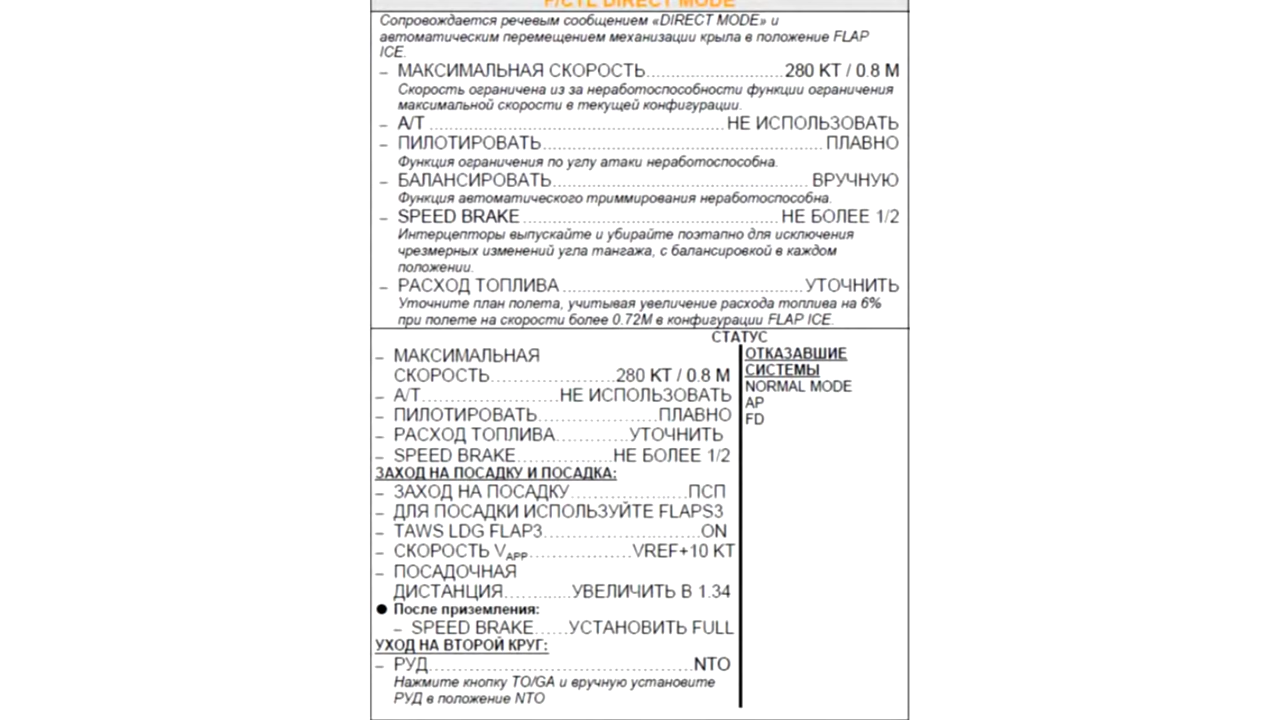 F/CTL DIRECT MODE
Сопровождается речевым сообщением «DIRECT MODE» и
автоматическим перемещением механизации крыла в положение FLAP
ICE.
– МАКСИМАЛЬНАЯ СКОРОСТЬ........................280 KT / 0.8 M
Скорость ограничена из за неработоспособности функции ограничения
максимальной скорости в текущей конфигурации.
– A/T ....................................................НЕ ИСПОЛЬЗОВАТЬ
– ПИЛОТИРОВАТЬ..................................................ПЛАВНО
Функция ограничения по углу атаки неработоспособна.
– БАЛАНСИРОВАТЬ..............................................ВРУЧНУЮ
Функция автоматического триммирования неработоспособна.
– SPEED BRAKE..............................................НЕ БОЛЕЕ 1/2
Интерцепторы выпускайте и убирайте поэтапно для исключения
чрезмерных изменений угла тангажа, с балансировкой в каждом
положении.
– РАСХОД ТОПЛИВА...........................................УТОЧНИТЬ
Уточните план полета, учитывая увеличение расхода топлива на 6%
при полете на скорости более 0.72М в конфигурации FLAP ICE.
СТАТУС
– МАКСИМАЛЬНАЯ
СКОРОСТЬ......................280 KT / 0.8 M
– A/T........................НЕ ИСПОЛЬЗОВАТЬ
– ПИЛОТИРОВАТЬ.....................ПЛАВНО
– РАСХОД ТОПЛИВА............УТОЧНИТЬ
– SPEED BRAKE................НЕ БОЛЕЕ 1/2
ЗАХОД НА ПОСАДКУ И ПОСАДКА:
– ЗАХОД НА ПОСАДКУ.....................ПСП
– ДЛЯ ПОСАДКИ ИСПОЛЬЗУЙТЕ FLAPS3
– TAWS LDG FLAP3...........................ON
– СКОРОСТЬ VAPP.................VREF+10 KT
– ПОСАДОЧНАЯ
ДИСТАНЦИЯ............УВЕЛИЧИТЬ В 1.34
● После приземления:
– SPEED BRAKE......УСТАНОВИТЬ FULL
УХОД НА ВТОРОЙ КРУГ:
– РУД.............................................NTO
Нажмите кнопку TO/GA и вручную установите
РУД в положение NTO
ОТКАЗАВШИЕ
СИСТЕМЫ
NORMAL MODE
AP
FD